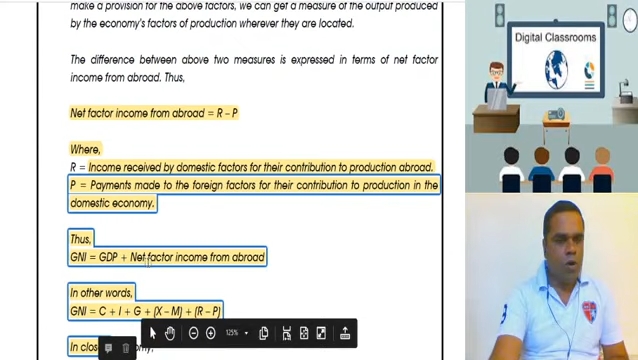 make a provision for the above factors, we can get a measure of the output produced
by the economy's factors of production wherever they are located.
The difference between above two measures is expressed in terms of net factor
income from abroad. Thus,
Net factor income from abroad = R – P
Where,
R = Income received by domestic factors for their contribution to production abroad.
P = Payments made to the foreign factors for their contribution to production in the
domestic economy.
Thus,
GNI = GDP + Net factor income from abroad
In other words,
GNI = C + I + G + (X – M) + (R – P)
In clos
my,
125%
Digital Classrooms